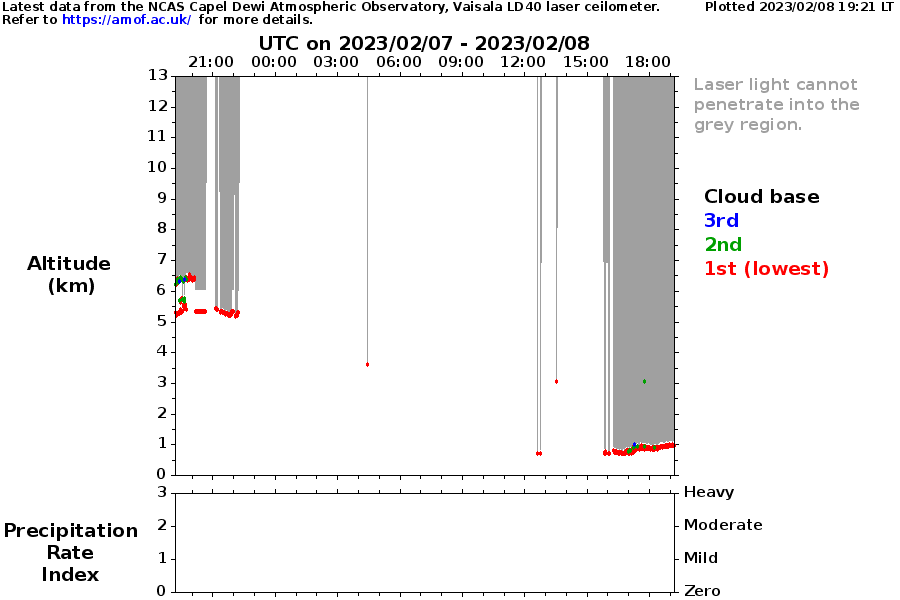 Latest data from the NCAS Capel Dewi Atmospheric Observatory, Vaisala LD40 laser ceilometer. Plotted 2023/02/08 19:21 LT
Refer to https://amof.ac.uk/ for more details.
UTC on 2023/02/07 - 2023/02/08
21:00 00:00 03:00 06:00 09:00 12:00 15:00 18:00
13
12
11
10
9
8
7
6
5
4
3
2
1
0
Altitude
(km)
Laser light cannot
penetrate into the
grey region.
Cloud base
3rd
2nd
1st (lowest)
3 Heavy
2 Moderate
1 Mild
0 Zero
Precipitation
Rate
Index